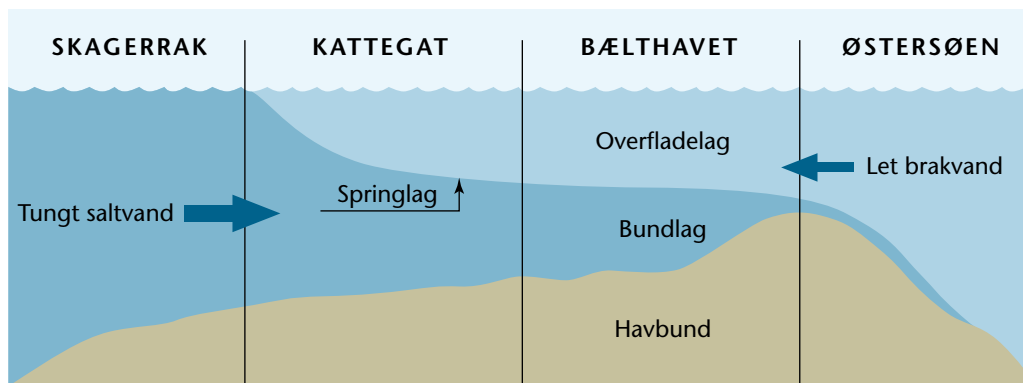 SKAGERRAK
KATTEGAT
BÆLTHAVET
ØSTERSØEN
Overfladelag
Let brakvand
Springlag
Tungt saltvand
Bundlag
Havbund